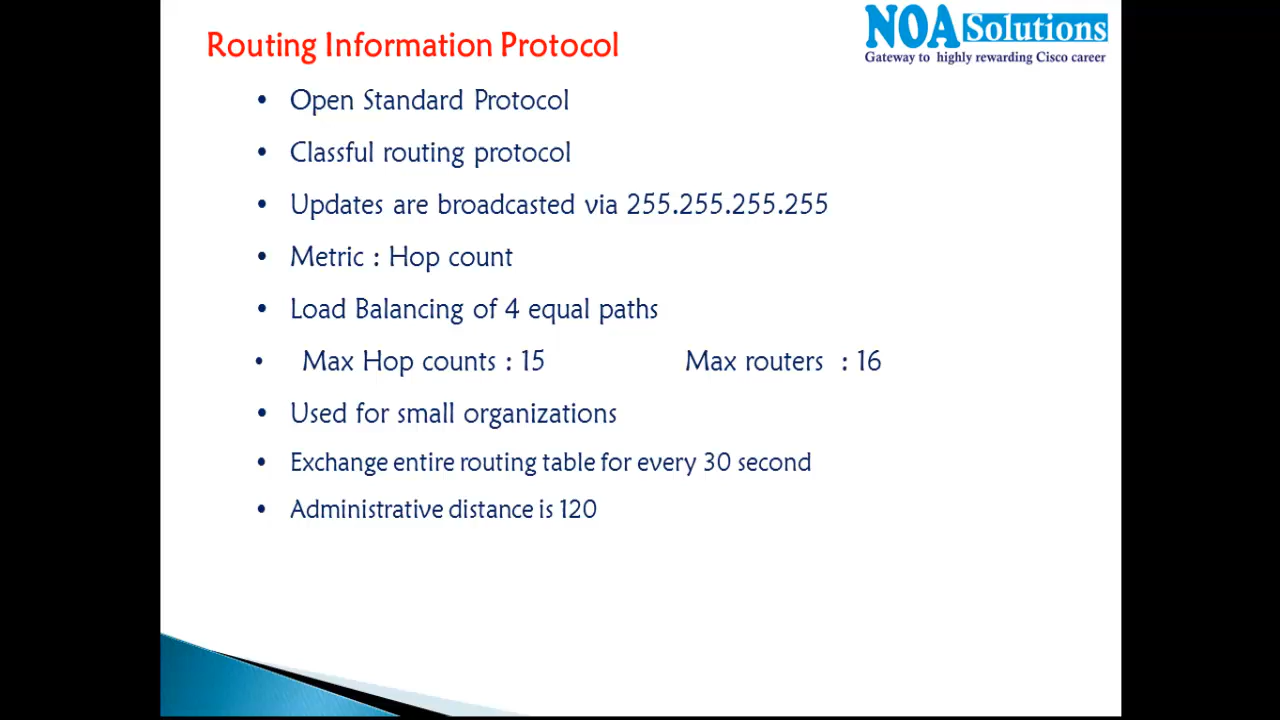 Routing Information Protocol
NOA Solutions
Gateway to highly rewarding Cisco career
• Open Standard Protocol
• Classful routing protocol
• Updates are broadcasted via 255.255.255.255
• Metric : Hop count
• Load Balancing of 4 equal paths
• Max Hop counts : 15 Max routers : 16
• Used for small organizations
• Exchange entire routing table for every 30 second
• Administrative distance is 120